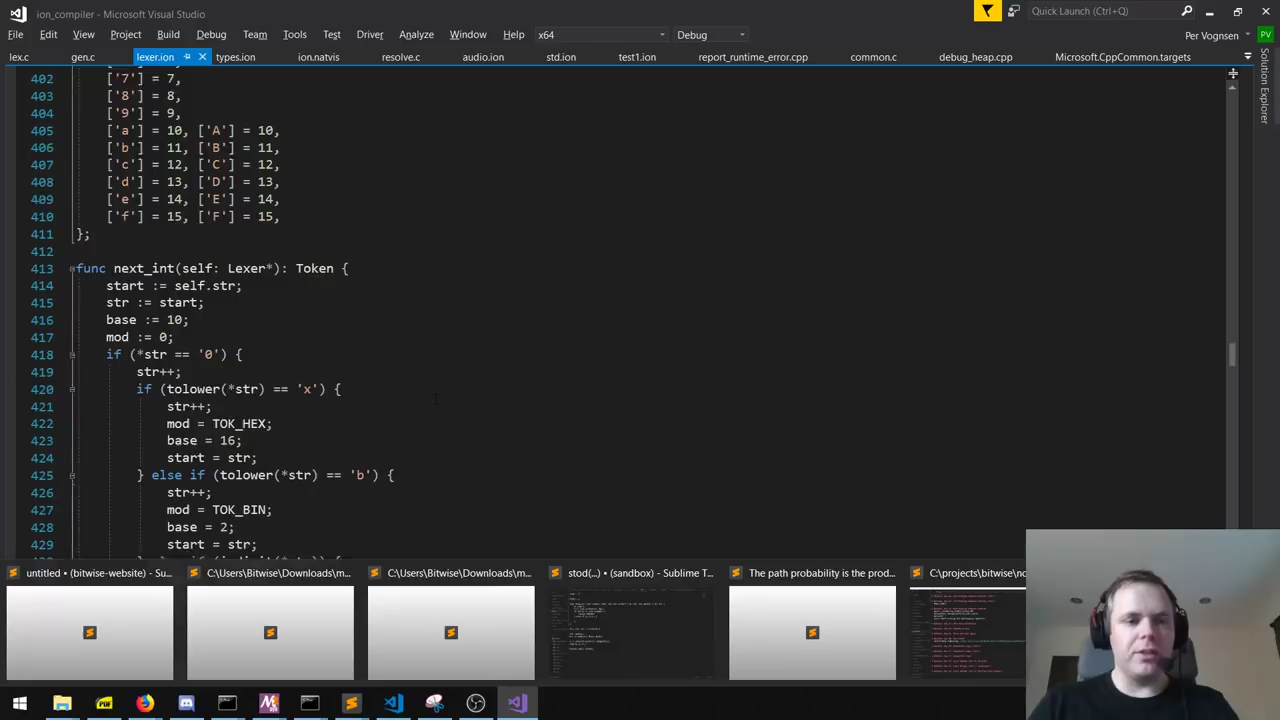 ion_compiler - Microsoft Visual Studio
Quick Launch (Ctrl+Q)
File Edit View Project Build Debug Team Tools Test Driver Analyze Window Help x64 Debug Per Vognsen PV
lex.c gen.c lexer.ion types.ion ion.natvis resolve.c audio.ion std.ion test1.ion report_runtime_error.cpp common.c debug_heap.cpp Microsoft.CppCommon.targets
Solution Explorer
402 ['7'] = 7,
403 ['8'] = 8,
404 ['9'] = 9,
405 ['a'] = 10, ['A'] = 10,
406 ['b'] = 11, ['B'] = 11,
407 ['c'] = 12, ['C'] = 12,
408 ['d'] = 13, ['D'] = 13,
409 ['e'] = 14, ['E'] = 14,
410 ['f'] = 15, ['F'] = 15,
411 };
412
413 func next_int(self: Lexer*): Token {
414 start := self.str;
415 str := start;
416 base := 10;
417 mod := 0;
418 if (*str == '0') {
419 str++;
420 if (tolower(*str) == 'x') {
421 str++;
422 mod = TOK_HEX;
423 base = 16;
424 start = str;
425 } else if (tolower(*str) == 'b') {
426 str++;
427 mod = TOK_BIN;
428 base = 2;
429 start = str;
untitled • (bitwise-website) - Su... C:\Users\Bitwise\Downloads\m... C:\Users\Bitwise\Downloads\m... stod(...) • (sandbox) - Sublime T... The path probability is the prod... C:\projects\bitwise\no